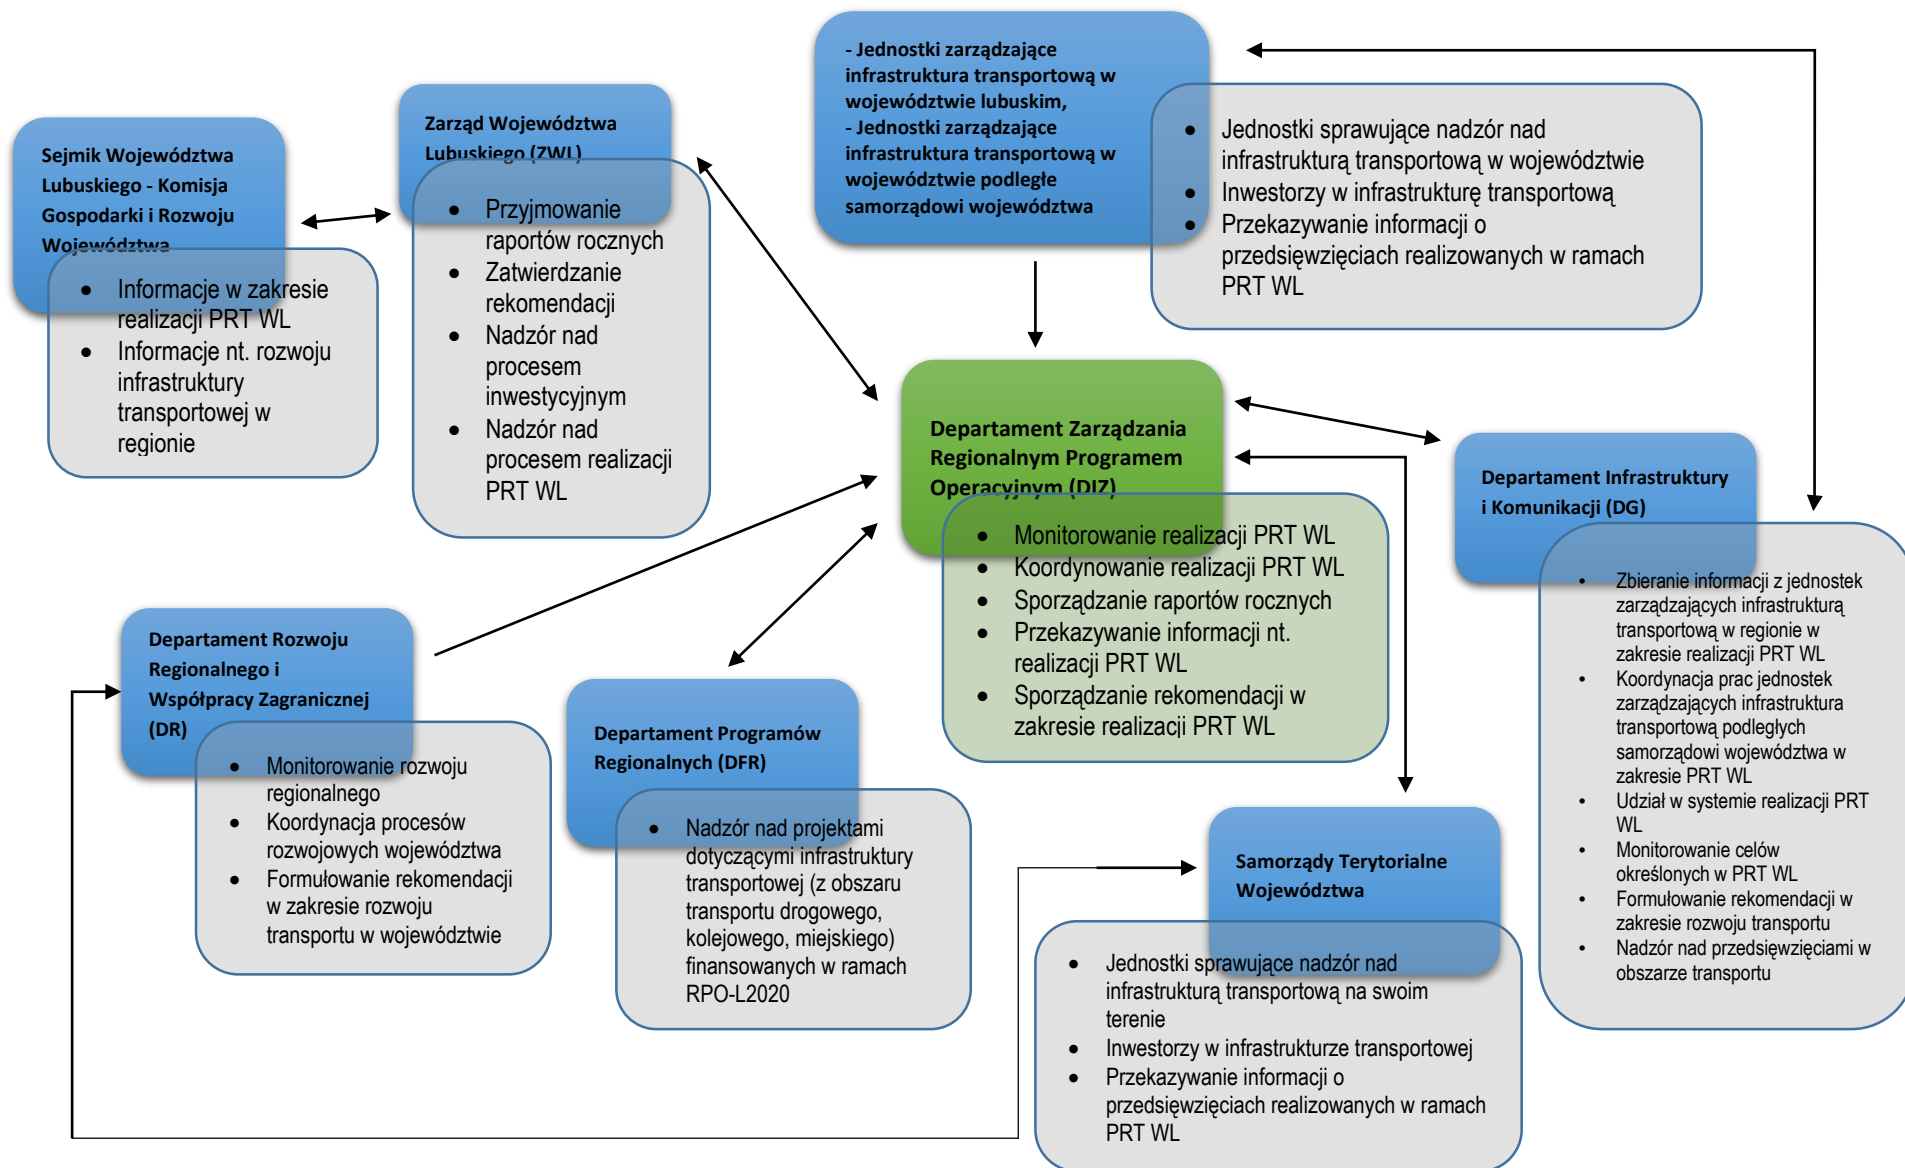 Sejmik Województwa
Lubuskiego - Komisja
Gospodarki i Rozwoju
Województwa
• Informacje w zakresie
realizacji PRT WL
• Informacje nt. rozwoju
infrastruktury
transportowej w
regionie
Zarząd Województwa
Lubuskiego (ZWL)
• Przyjmowanie
raportów rocznych
• Zatwierdzanie
rekomendacji
• Nadzór nad
procesem
inwestycyjnym
• Nadzór nad
procesem realizacji
PRT WL
- Jednostki zarządzające
infrastruktura transportową w
województwie lubuskim,
- Jednostki zarządzające
infrastruktura transportową w
województwie podległe
samorządowi województwa
• Jednostki sprawujące nadzór nad
infrastrukturą transportową w województwie
• Inwestorzy w infrastrukturę transportową
• Przekazywanie informacji o
przedsięwzięciach realizowanych w ramach
PRT WL
Departament Zarządzania
Regionalnym Programem
Operacyjnym (DIZ)
• Monitorowanie realizacji PRT WL
• Koordynowanie realizacji PRT WL
• Sporządzanie raportów rocznych
• Przekazywanie informacji nt.
realizacji PRT WL
• Sporządzanie rekomendacji w
zakresie realizacji PRT WL
Departament Infrastruktury
i Komunikacji (DG)
• Zbieranie informacji z jednostek
zarządzających infrastrukturą
transportową w regionie w
zakresie realizacji PRT WL
• Koordynacja prac jednostek
zarządzających infrastruktura
transportową podległych
samorządowi województwa w
zakresie PRT WL
• Udział w systemie realizacji PRT
WL
• Monitorowanie celów
określonych w PRT WL
• Formułowanie rekomendacji w
zakresie rozwoju transportu
• Nadzór nad przedsięwzięciami w
obszarze transportu
Departament Rozwoju
Regionalnego i
Współpracy Zagranicznej
(DR)
• Monitorowanie rozwoju
regionalnego
• Koordynacja procesów
rozwojowych województwa
• Formułowanie rekomendacji
w zakresie rozwoju
transportu w województwie
Departament Programów
Regionalnych (DFR)
• Nadzór nad projektami
dotyczącymi infrastruktury
transportowej (z obszaru
transportu drogowego,
kolejowego, miejskiego)
finansowanych w ramach
RPO-L2020
Samorządy Terytorialne
Województwa
• Jednostki sprawujące nadzór nad
infrastrukturą transportową na swoim
terenie
• Inwestorzy w infrastrukturze transportowej
• Przekazywanie informacji o
przedsięwzięciach realizowanych w ramach
PRT WL